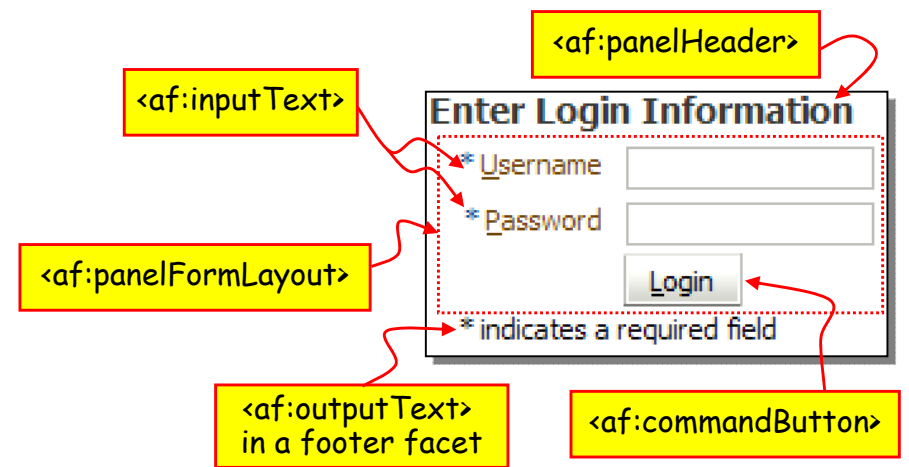 <af:panelHeader>
<af:inputText>
Enter Login Information
* Username
* Password
<af:panelFormLayout>
Login
* indicates a required field
<af:outputText>
in a footer facet
<af:commandButton>